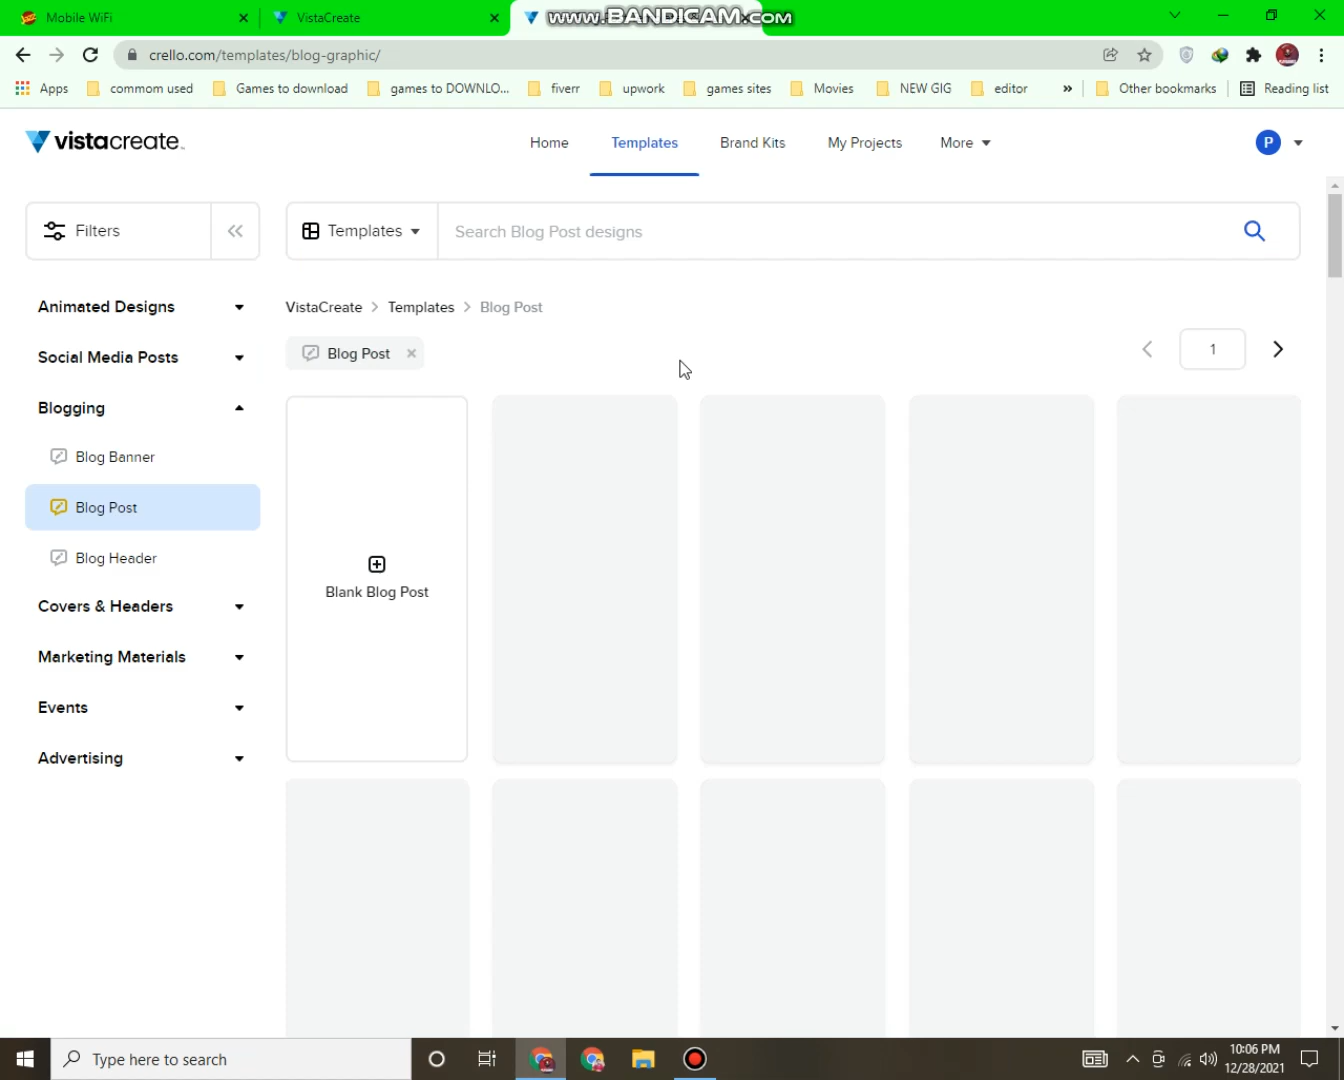 Mobile WiFi
VistaCreate
www.BANDICAM.com
crello.com/templates/blog-graphic/
Apps
commom used
Games to download
games to DOWNLO...
fiverr
upwork
games sites
Movies
NEW GIG
editor
»
Other bookmarks
Reading list
vistacreate
Home
Templates
Brand Kits
My Projects
More
P
Filters
Templates
Search Blog Post designs
Animated Designs
VistaCreate > Templates > Blog Post
Social Media Posts
Blog Post
1
Blogging
Blog Banner
Blog Post
Blog Header
Blank Blog Post
Covers & Headers
Marketing Materials
Events
Advertising
Type here to search
10:06 PM
12/28/2021